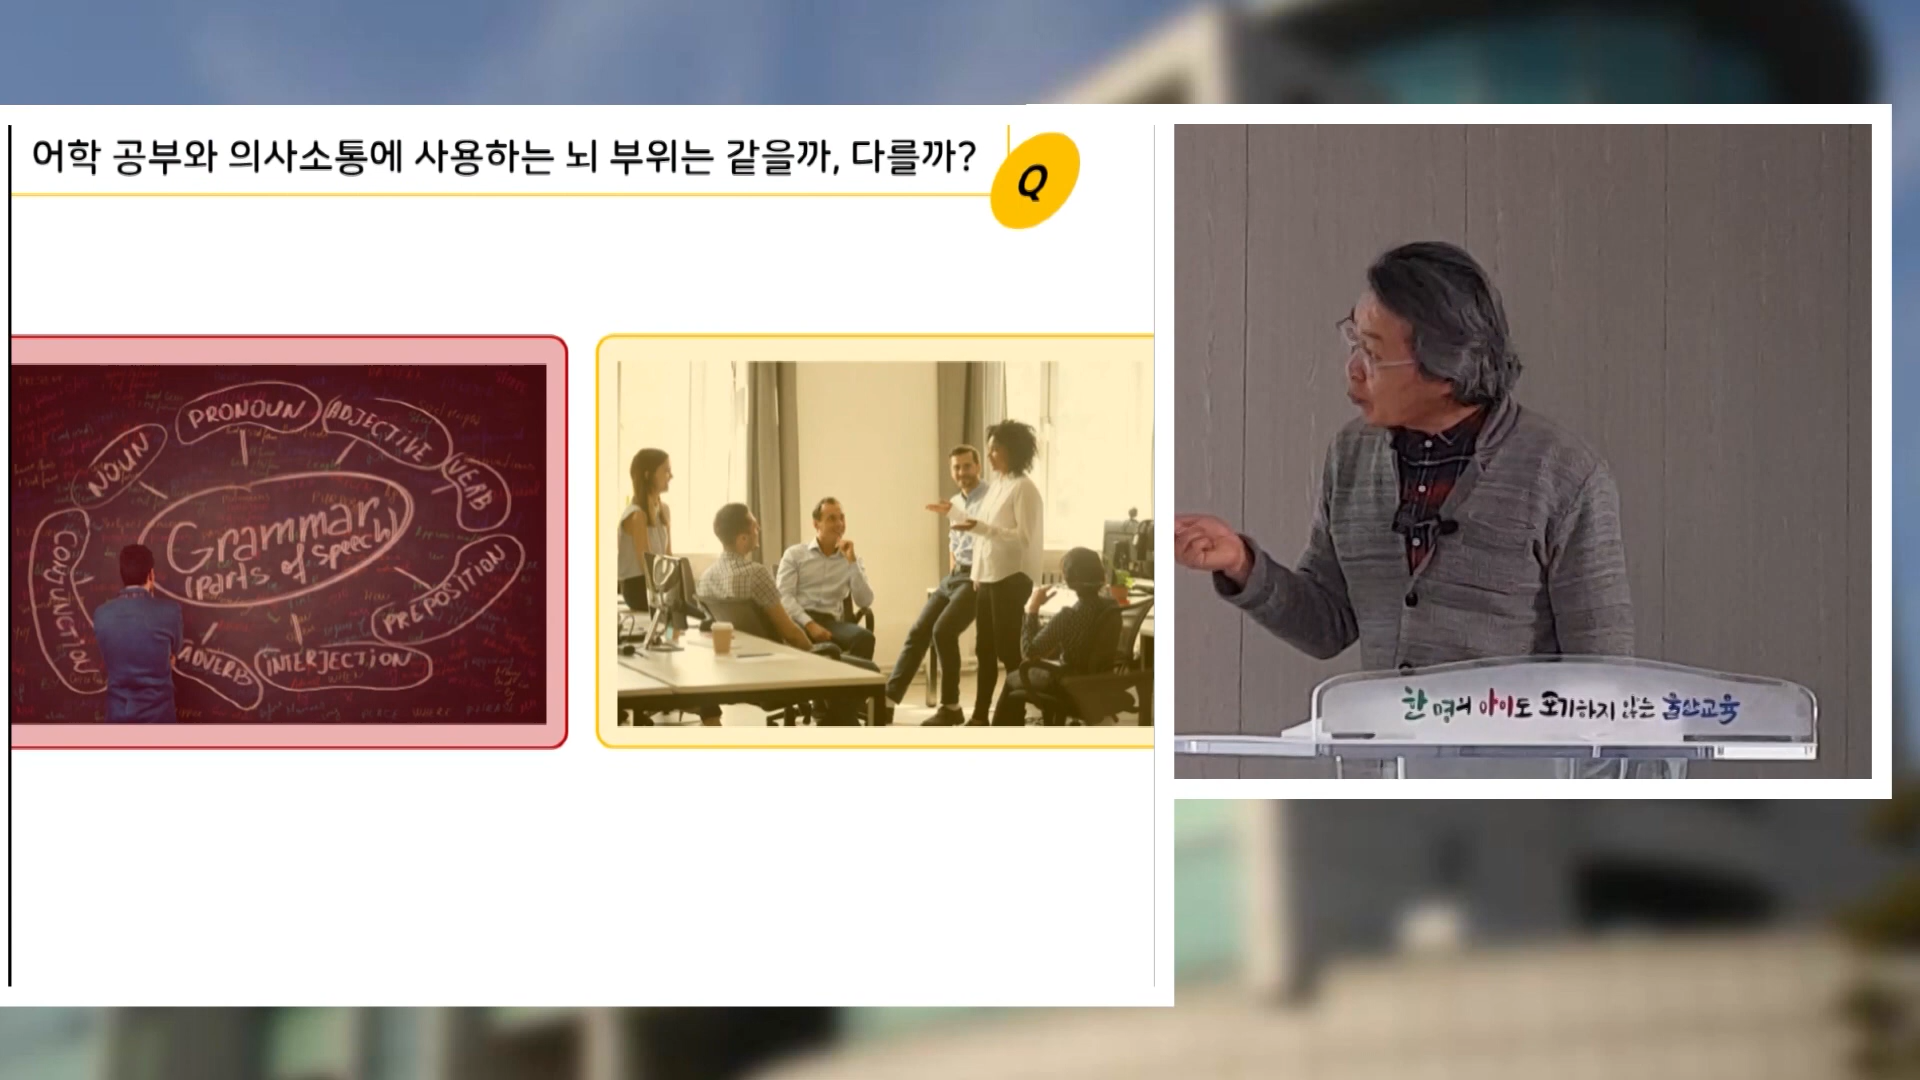 어학 공부와 의사소통에 사용하는 뇌 부위는 같을까, 다를까?
Q
PRONOUN
ADJECTIVE
NOUN
VERB
Grammar
(parts of speech)
CONJUNCTION
PREPOSITION
ADVERB
INTERJECTION
한 명의 아이도 포기하지 않는 울산교육